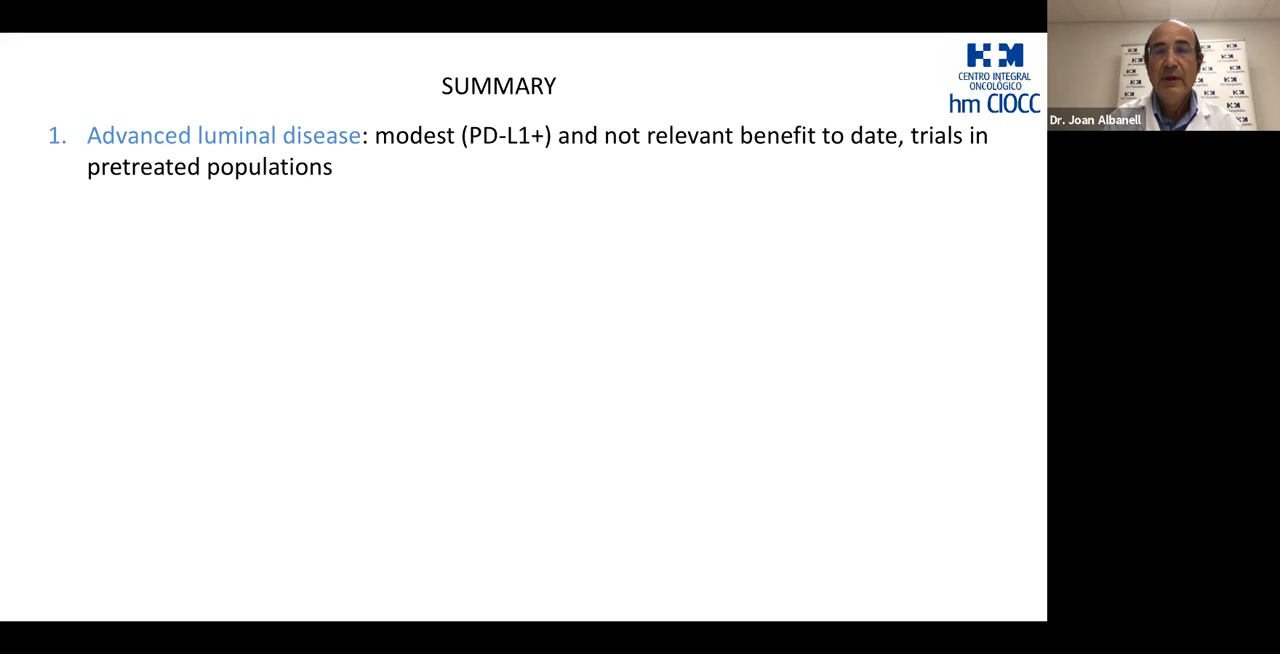 SUMMARY
CENTRO INTEGRAL
ONCOLÓGICO
hm CIOCC
1. Advanced luminal disease: modest (PD-L1+) and not relevant benefit to date, trials in
pretreated populations
Dr. Joan Albanell